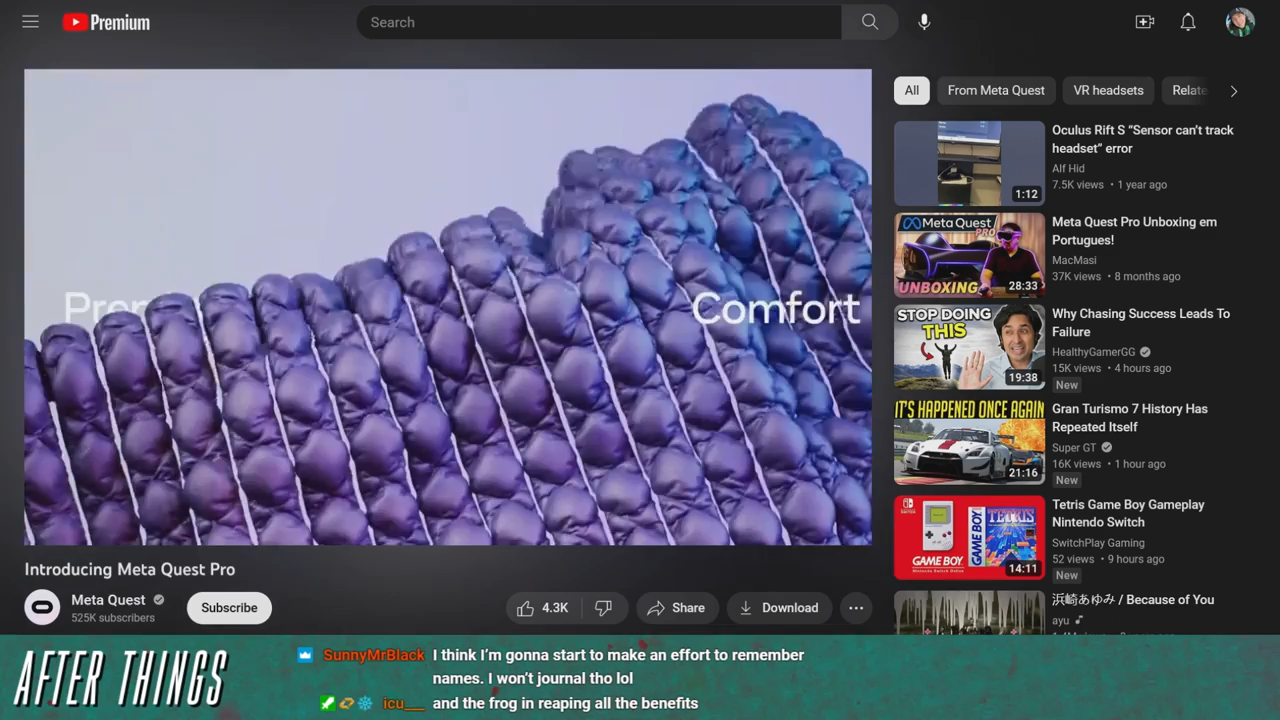 Premium
Search
Prem
Comfort
All
From Meta Quest
VR headsets
Relate
Oculus Rift S “Sensor can’t track
headset” error
Alf Hid
7.5K views • 1 year ago
1:12
Meta Quest
PRO
UNBOXING
28:33
Meta Quest Pro Unboxing em
Portugues!
MacMasi
37K views • 8 months ago
STOP DOING
THIS
19:38
Why Chasing Success Leads To
Failure
HealthyGamerGG
15K views • 4 hours ago
New
IT'S HAPPENED ONCE AGAIN
21:16
Gran Turismo 7 History Has
Repeated Itself
Super GT
16K views • 1 hour ago
New
GAME BOY
GAME BOY
TETRIS
14:11
Tetris Game Boy Gameplay
Nintendo Switch
SwitchPlay Gaming
52 views • 9 hours ago
New
浜崎あゆみ / Because of You
ayu
Introducing Meta Quest Pro
Meta Quest
525K subscribers
Subscribe
4.3K
Share
Download
AFTER THINGS
SunnyMrBlack I think I’m gonna start to make an effort to remember
names. I won’t journal tho lol
icu___ and the frog in reaping all the benefits